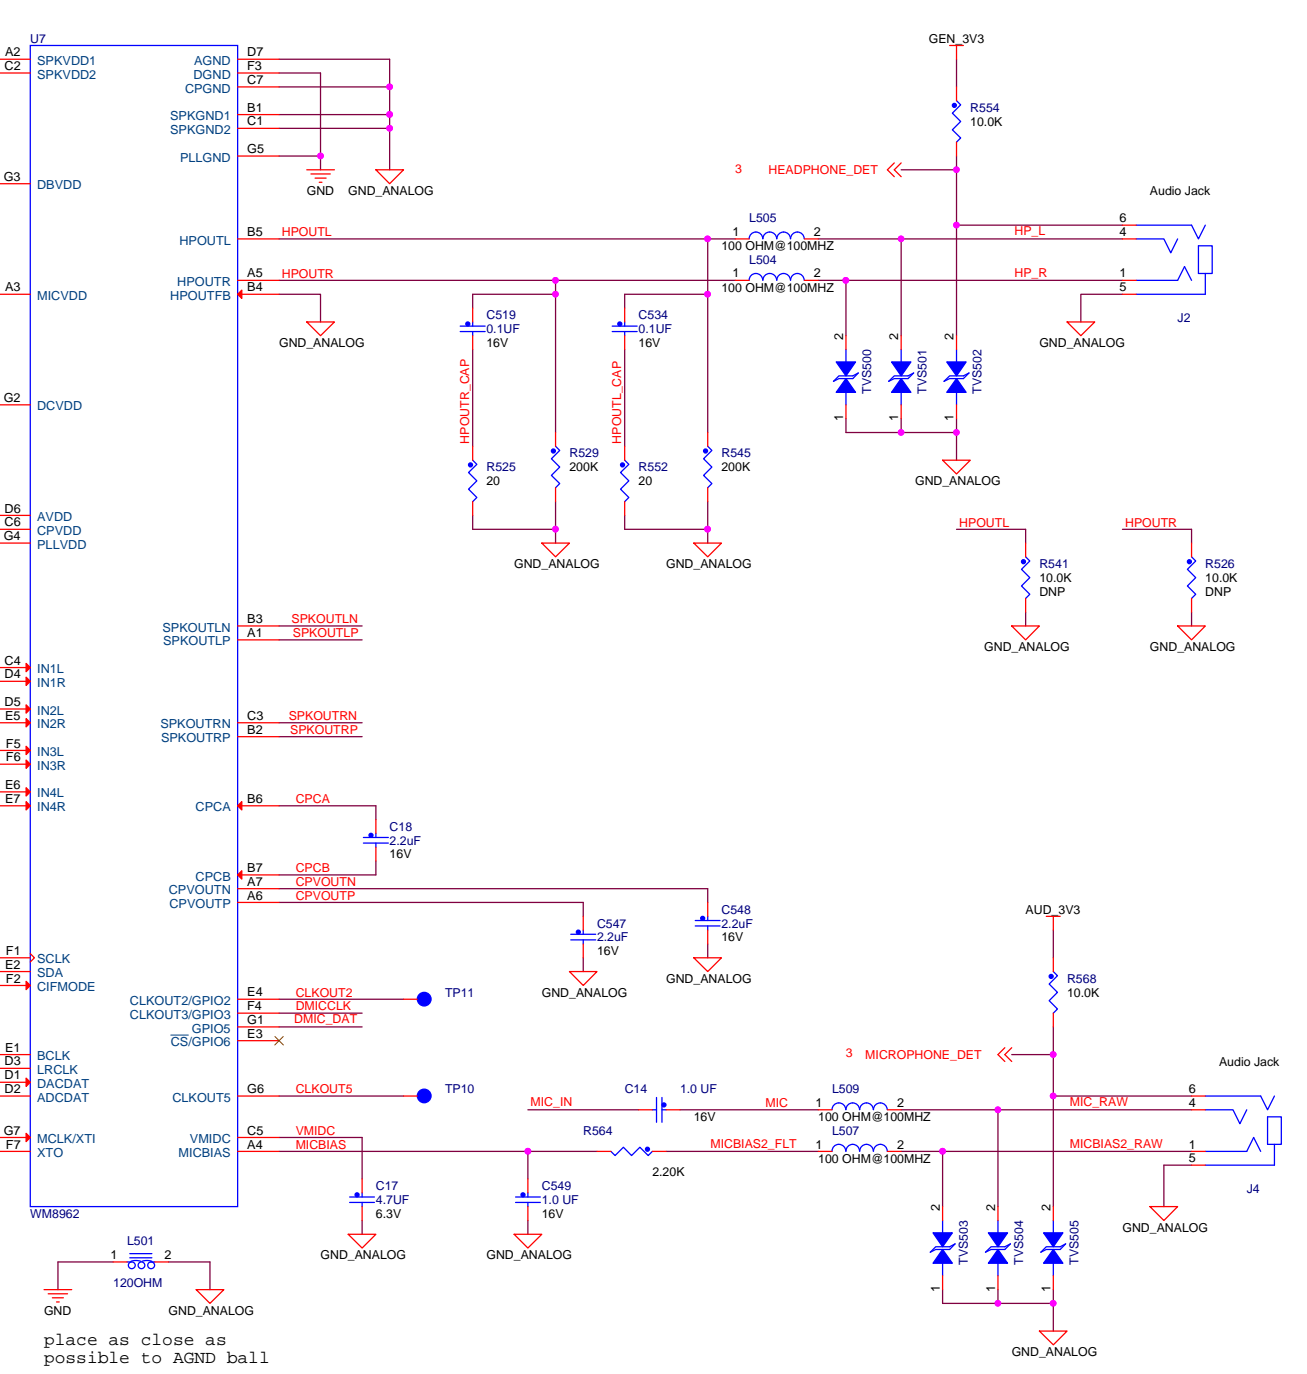 U7
A2 SPKVDD1
C2 SPKVDD2
G3 DBVDD
A3 MICVDD
G2 DCVDD
D6 AVDD
C6 CPVDD
G4 PLLVDD
C4 IN1L
D4 IN1R
D5 IN2L
E5 IN2R
F5 IN3L
F6 IN3R
E6 IN4L
E7 IN4R
F1 SCLK
E2 SDA
F2 CIFMODE
E1 BCLK
D3 LRCLK
D1 DACDAT
D2 ADCDAT
G7 MCLK/XTI
F7 XTO
WM8962
AGND D7
DGND F3
CPGND C7
SPKGND1 B1
SPKGND2 C1
PLLGND G5
GND
GND_ANALOG
HPOUTL B5 HPOUTL
HPOUTR A5 HPOUTR
HPOUTFB B4
GND_ANALOG
SPKOUTLN B3 SPKOUTLN
SPKOUTLP A1 SPKOUTLP
SPKOUTRN C3 SPKOUTRN
SPKOUTRP B2 SPKOUTRP
CPCA B6 CPCA
C18
2.2uF
16V
CPCB B7 CPCB
CPVOUTN A7 CPVOUTN
CPVOUTP A6 CPVOUTP
C547
2.2uF
16V
GND_ANALOG
C548
2.2uF
16V
GND_ANALOG
CLKOUT2/GPIO2 E4 CLKOUT2 TP11
CLKOUT3/GPIO3 F4 DMICCLK
GPIO5 G1 DMIC_DAT
CS/GPIO6 E3
CLKOUT5 G6 CLKOUT5 TP10
VMIDC C5 VMIDC
MICBIAS A4 MICBIAS
C17
4.7UF
6.3V
GND_ANALOG
C549
1.0 UF
16V
GND_ANALOG
GEN_3V3
R554
10.0K
3 HEADPHONE_DET
Audio Jack
L505
1 2
100 OHM@100MHZ
L504
1 2
100 OHM@100MHZ
HP_L
HP_R
6
4
1
5
J2
GND_ANALOG
C519
0.1UF
16V
HPOUTR_CAP
R525
20
R529
200K
GND_ANALOG
C534
0.1UF
16V
HPOUTL_CAP
R552
20
R545
200K
GND_ANALOG
2 TVS500 1
2 TVS501 1
2 TVS502 1
GND_ANALOG
HPOUTL
R541
10.0K
DNP
GND_ANALOG
HPOUTR
R526
10.0K
DNP
GND_ANALOG
AUD_3V3
R568
10.0K
3 MICROPHONE_DET
Audio Jack
MIC_IN
C14 1.0 UF
16V
MIC
L509
1 2
100 OHM@100MHZ
MIC_RAW
R564
2.20K
MICBIAS2_FLT
L507
1 2
100 OHM@100MHZ
MICBIAS2_RAW
6
4
1
5
J4
GND_ANALOG
2 TVS503 1
2 TVS504 1
2 TVS505 1
GND_ANALOG
L501
1 2
120OHM
GND
GND_ANALOG
place as close as
possible to AGND ball